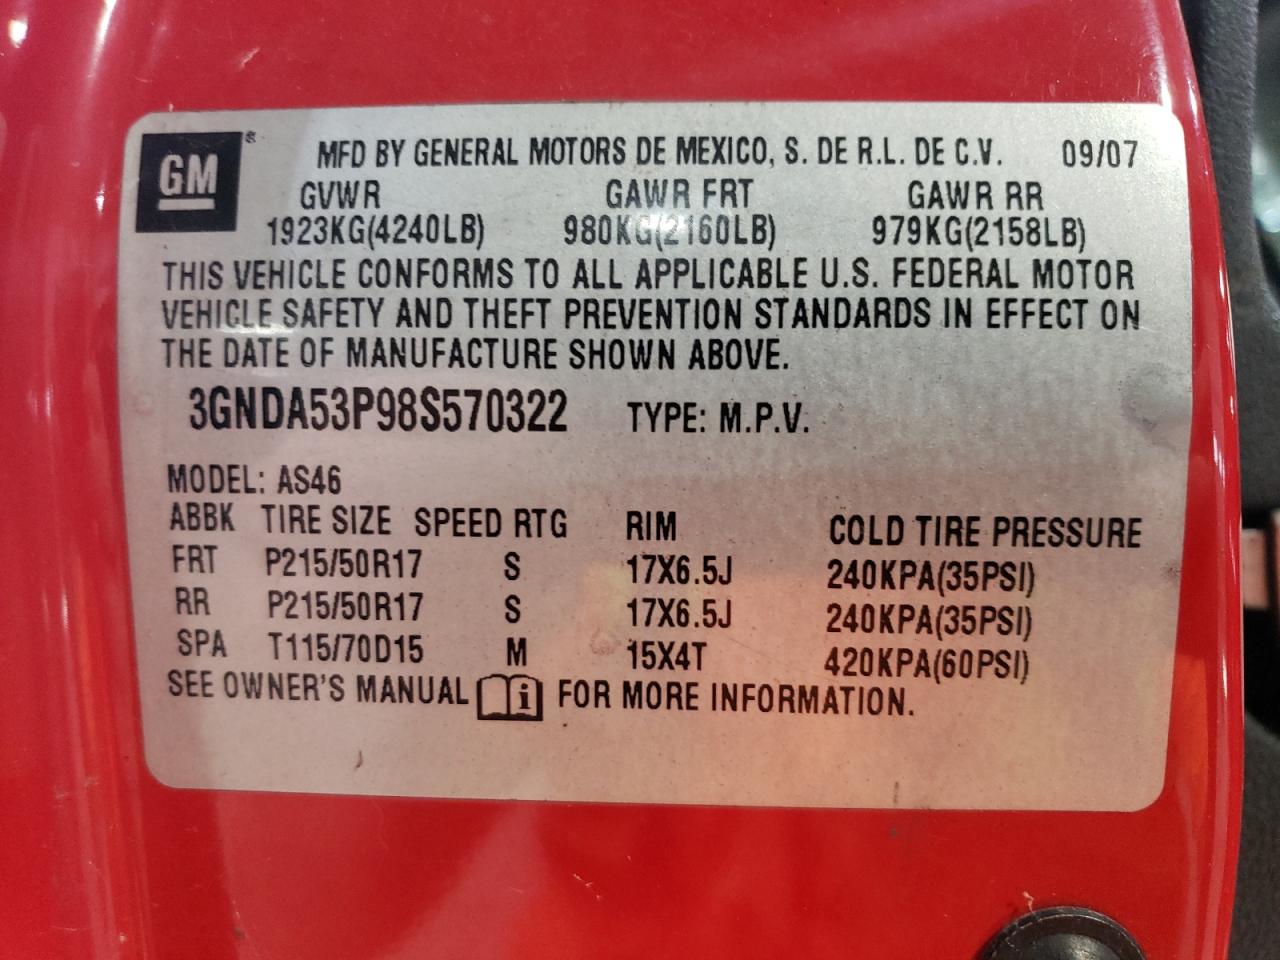 GM
MFD BY GENERAL MOTORS DE MEXICO, S. DE R.L. DE C.V. 09/07
GVWR GAWR FRT GAWR RR
1923KG(4240LB) 980KG(2160LB) 979KG(2158LB)
THIS VEHICLE CONFORMS TO ALL APPLICABLE U.S. FEDERAL MOTOR
VEHICLE SAFETY AND THEFT PREVENTION STANDARDS IN EFFECT ON
THE DATE OF MANUFACTURE SHOWN ABOVE.
3GNDA53P98S570322 TYPE: M.P.V.
MODEL: AS46
ABBK TIRE SIZE SPEED RTG RIM COLD TIRE PRESSURE
FRT P215/50R17 S 17X6.5J 240KPA(35PSI)
RR P215/50R17 S 17X6.5J 240KPA(35PSI)
SPA T115/70D15 M 15X4T 420KPA(60PSI)
SEE OWNER'S MANUAL i FOR MORE INFORMATION.